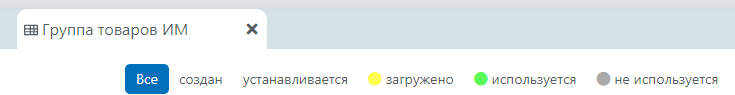 Группа товаров ИМ
Все создан устанавливается загружено используется не используется